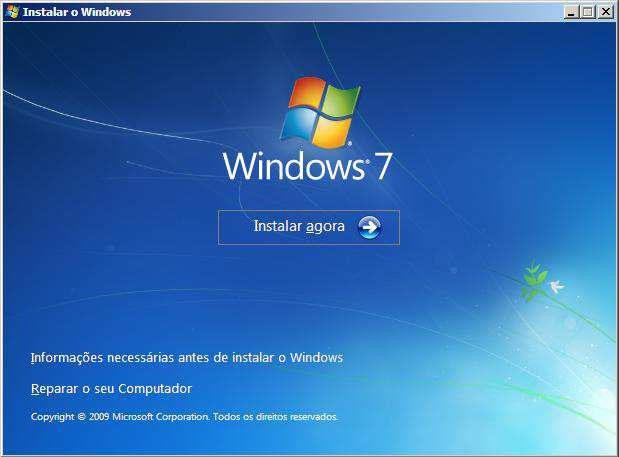 Instalar o Windows
Windows® 7
Instalar agora
Informações necessárias antes de instalar o Windows
Reparar o seu Computador
Copyright © 2009 Microsoft Corporation. Todos os direitos reservados.